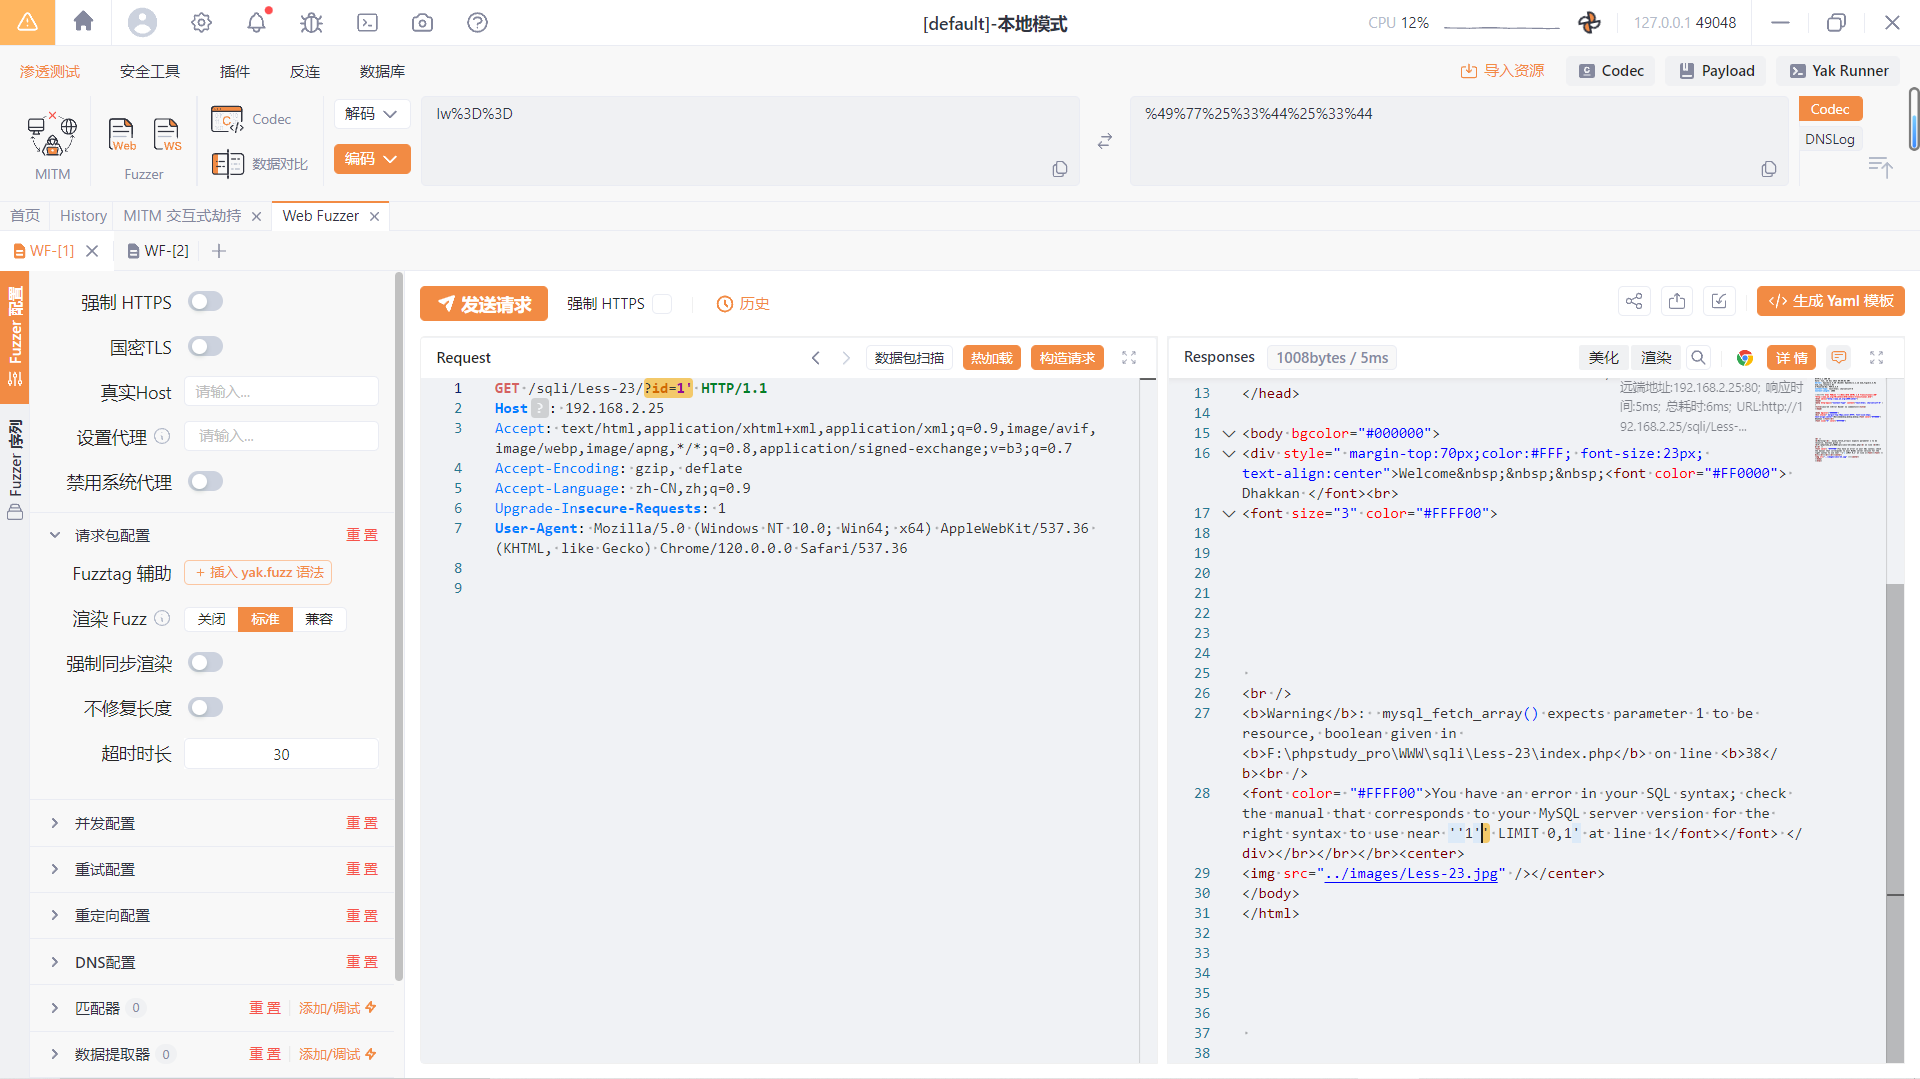 [default]-本地模式
CPU 12%
127.0.0.1 49048
渗透测试 安全工具 插件 反连 数据库
导入资源 Codec Payload Yak Runner
MITM
Web WS
Fuzzer
Codec
数据对比
解码
编码
Iw%3D%3D
%49%77%25%33%44%25%33%44
Codec
DNSLog
首页 History MITM 交互式劫持 Web Fuzzer
WF-[1] WF-[2]
Fuzzer 配置
Fuzzer 序列
强制 HTTPS
国密TLS
真实Host 请输入...
设置代理 请输入...
禁用系统代理
请求包配置 重置
Fuzztag 辅助 + 插入 yak.fuzz 语法
渲染 Fuzz 关闭 标准 兼容
强制同步渲染
不修复长度
超时时长 30
并发配置 重置
重试配置 重置
重定向配置 重置
DNS配置 重置
匹配器 0 重置 添加/调试
数据提取器 0 重置 添加/调试
发送请求 强制 HTTPS 历史
生成 Yaml 模板
Request 数据包扫描 热加载 构造请求
1 GET /sqli/Less-23/?id=1' HTTP/1.1
2 Host ? : 192.168.2.25
3 Accept: text/html,application/xhtml+xml,application/xml;q=0.9,image/avif,
image/webp,image/apng,*/*;q=0.8,application/signed-exchange;v=b3;q=0.7
4 Accept-Encoding: gzip, deflate
5 Accept-Language: zh-CN,zh;q=0.9
6 Upgrade-Insecure-Requests: 1
7 User-Agent: Mozilla/5.0 (Windows NT 10.0; Win64; x64) AppleWebKit/537.36
(KHTML, like Gecko) Chrome/120.0.0.0 Safari/537.36
8
9
Responses 1008bytes / 5ms 美化 渲染 详情
远端地址:192.168.2.25:80; 响应时
间:5ms; 总耗时:6ms; URL:http://1
92.168.2.25/sqli/Less-...
13 </head>
14
15 <body bgcolor="#000000">
16 <div style=" margin-top:70px;color:#FFF; font-size:23px;
text-align:center">Welcome&nbsp;&nbsp;&nbsp;<font color="#FF0000">
Dhakkan </font><br>
17 <font size="3" color="#FFFF00">
18
19
20
21
22
23
24
25
26 <br />
27 <b>Warning</b>:  mysql_fetch_array() expects parameter 1 to be
resource, boolean given in
<b>F:\phpstudy_pro\WWW\sqli\Less-23\index.php</b> on line <b>38</
b><br />
28 <font color= "#FFFF00">You have an error in your SQL syntax; check
the manual that corresponds to your MySQL server version for the
right syntax to use near ''1'' LIMIT 0,1' at line 1</font></font> </
div></br></br></br><center>
29 <img src="../images/Less-23.jpg" /></center>
30 </body>
31 </html>
32
33
34
35
36
37
38